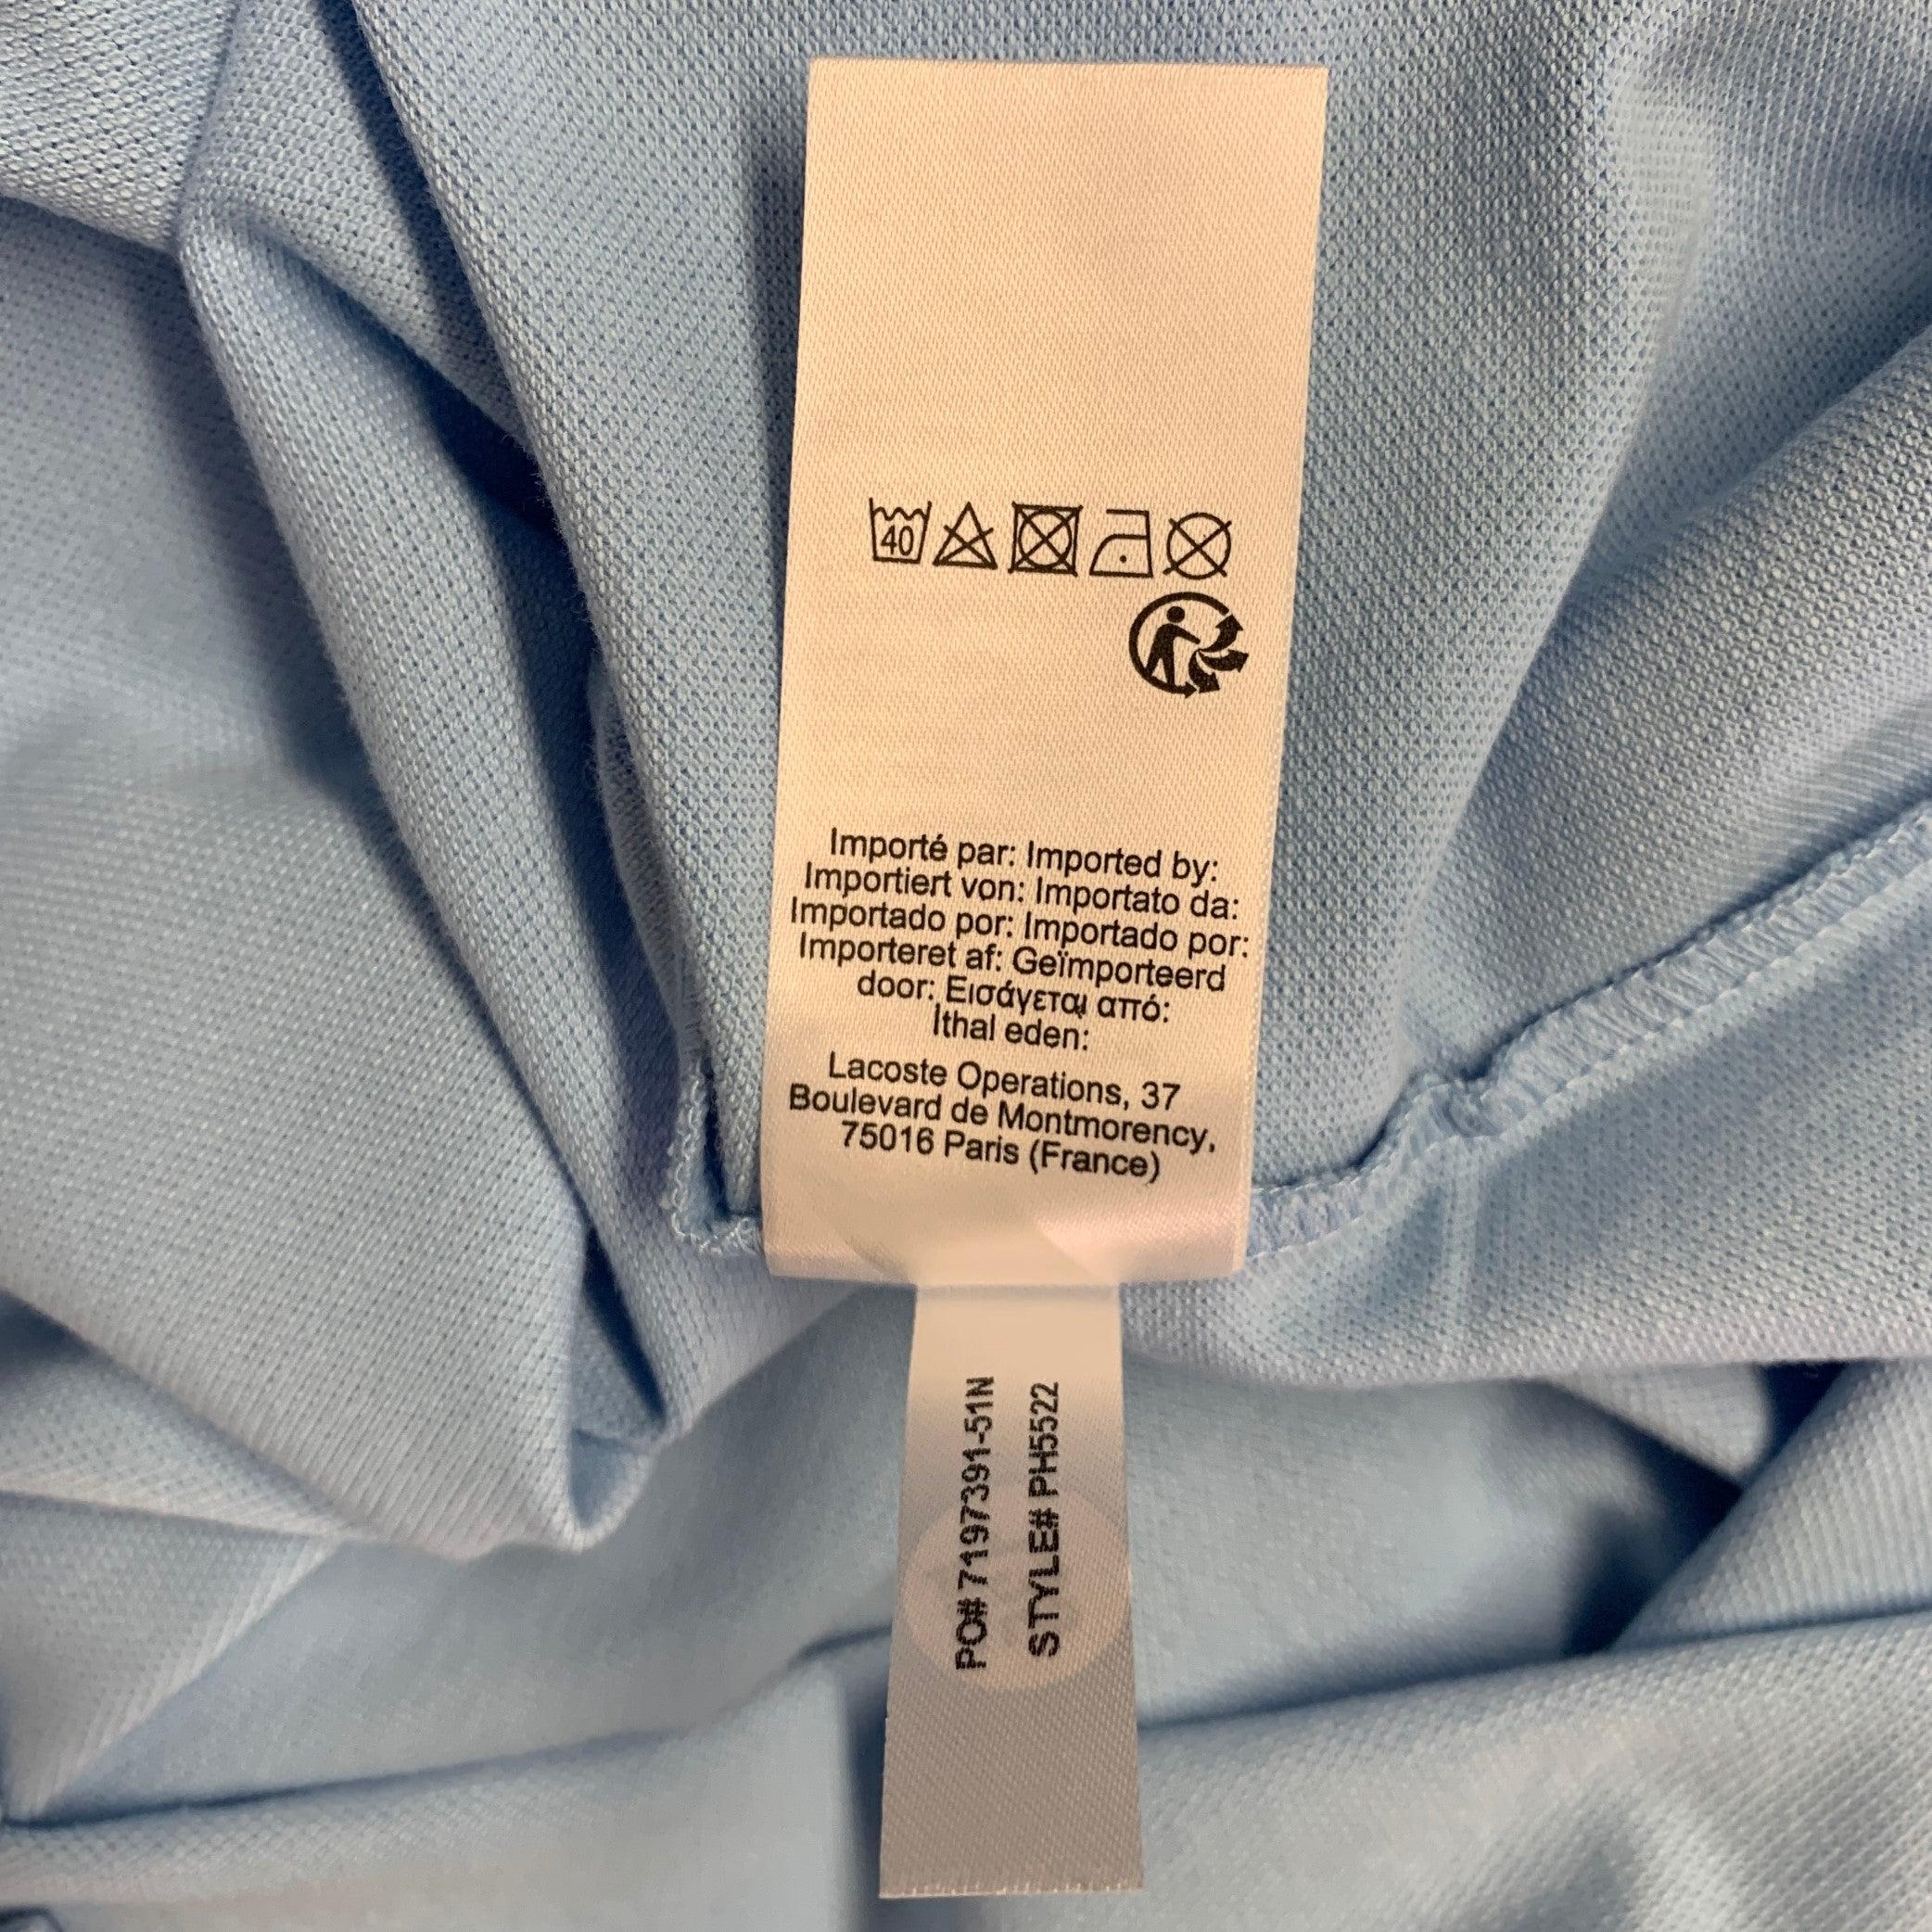 40
Importé par: Imported by:
Importiert von: Importato da:
Importado por: Importado por:
Importeret af: Geïmporteerd
door: Εισάγεται από:
İthal eden:
Lacoste Operations, 37
Boulevard de Montmorency,
75016 Paris (France)
PO# 7197391-51N
STYLE# PH5522